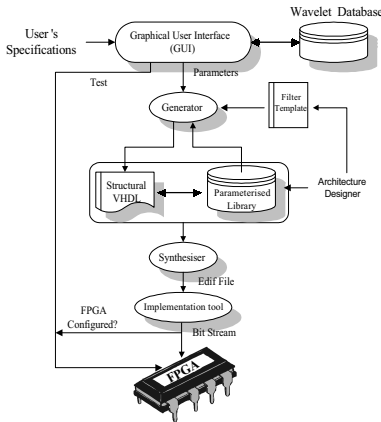 Wavelet Database
User's
Specifications
Graphical User Interface
(GUI)
Test
Parameters
Generator
Filter
Template
Structural
VHDL
Parameterised
Library
Architecture
Designer
Synthesiser
Edif File
FPGA
Configured?
Implementation tool
Bit Stream
FPGA